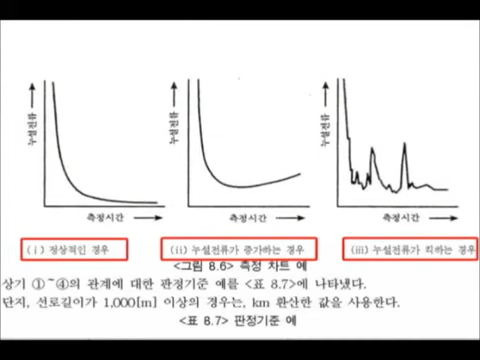 누설전류
누설전류
누설전류
측정시간
측정시간
측정시간
(i) 정상적인 경우
(ii) 누설전류가 증가하는 경우
(iii) 누설전류가 킥하는 경우
<그림 8.6> 측정 차트 예
상기 ①~④의 관계에 대한 판정기준 예를 <표 8.7>에 나타냈다.
단지, 선로길이가 1,000[m] 이상의 경우는, km 환산한 값을 사용한다.
<표 8.7> 판정기준 예